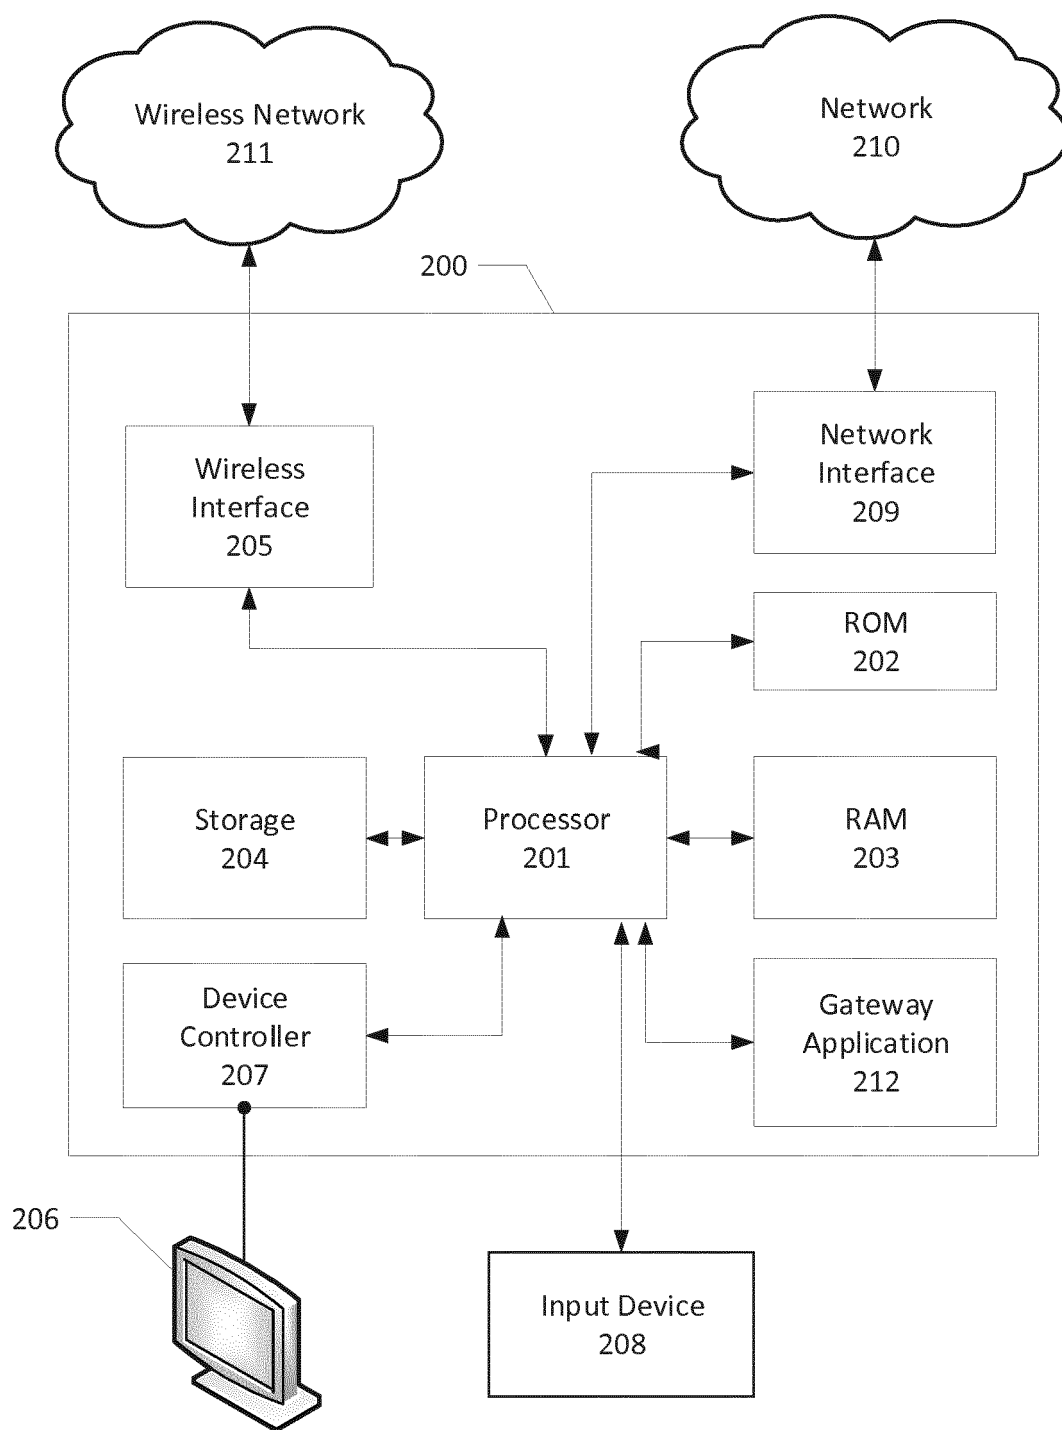 Wireless Network
211
Network
210
200
Wireless
Interface
205
Network
Interface
209
ROM
202
Storage
204
Processor
201
RAM
203
Device
Controller
207
Gateway
Application
212
206
Input Device
208